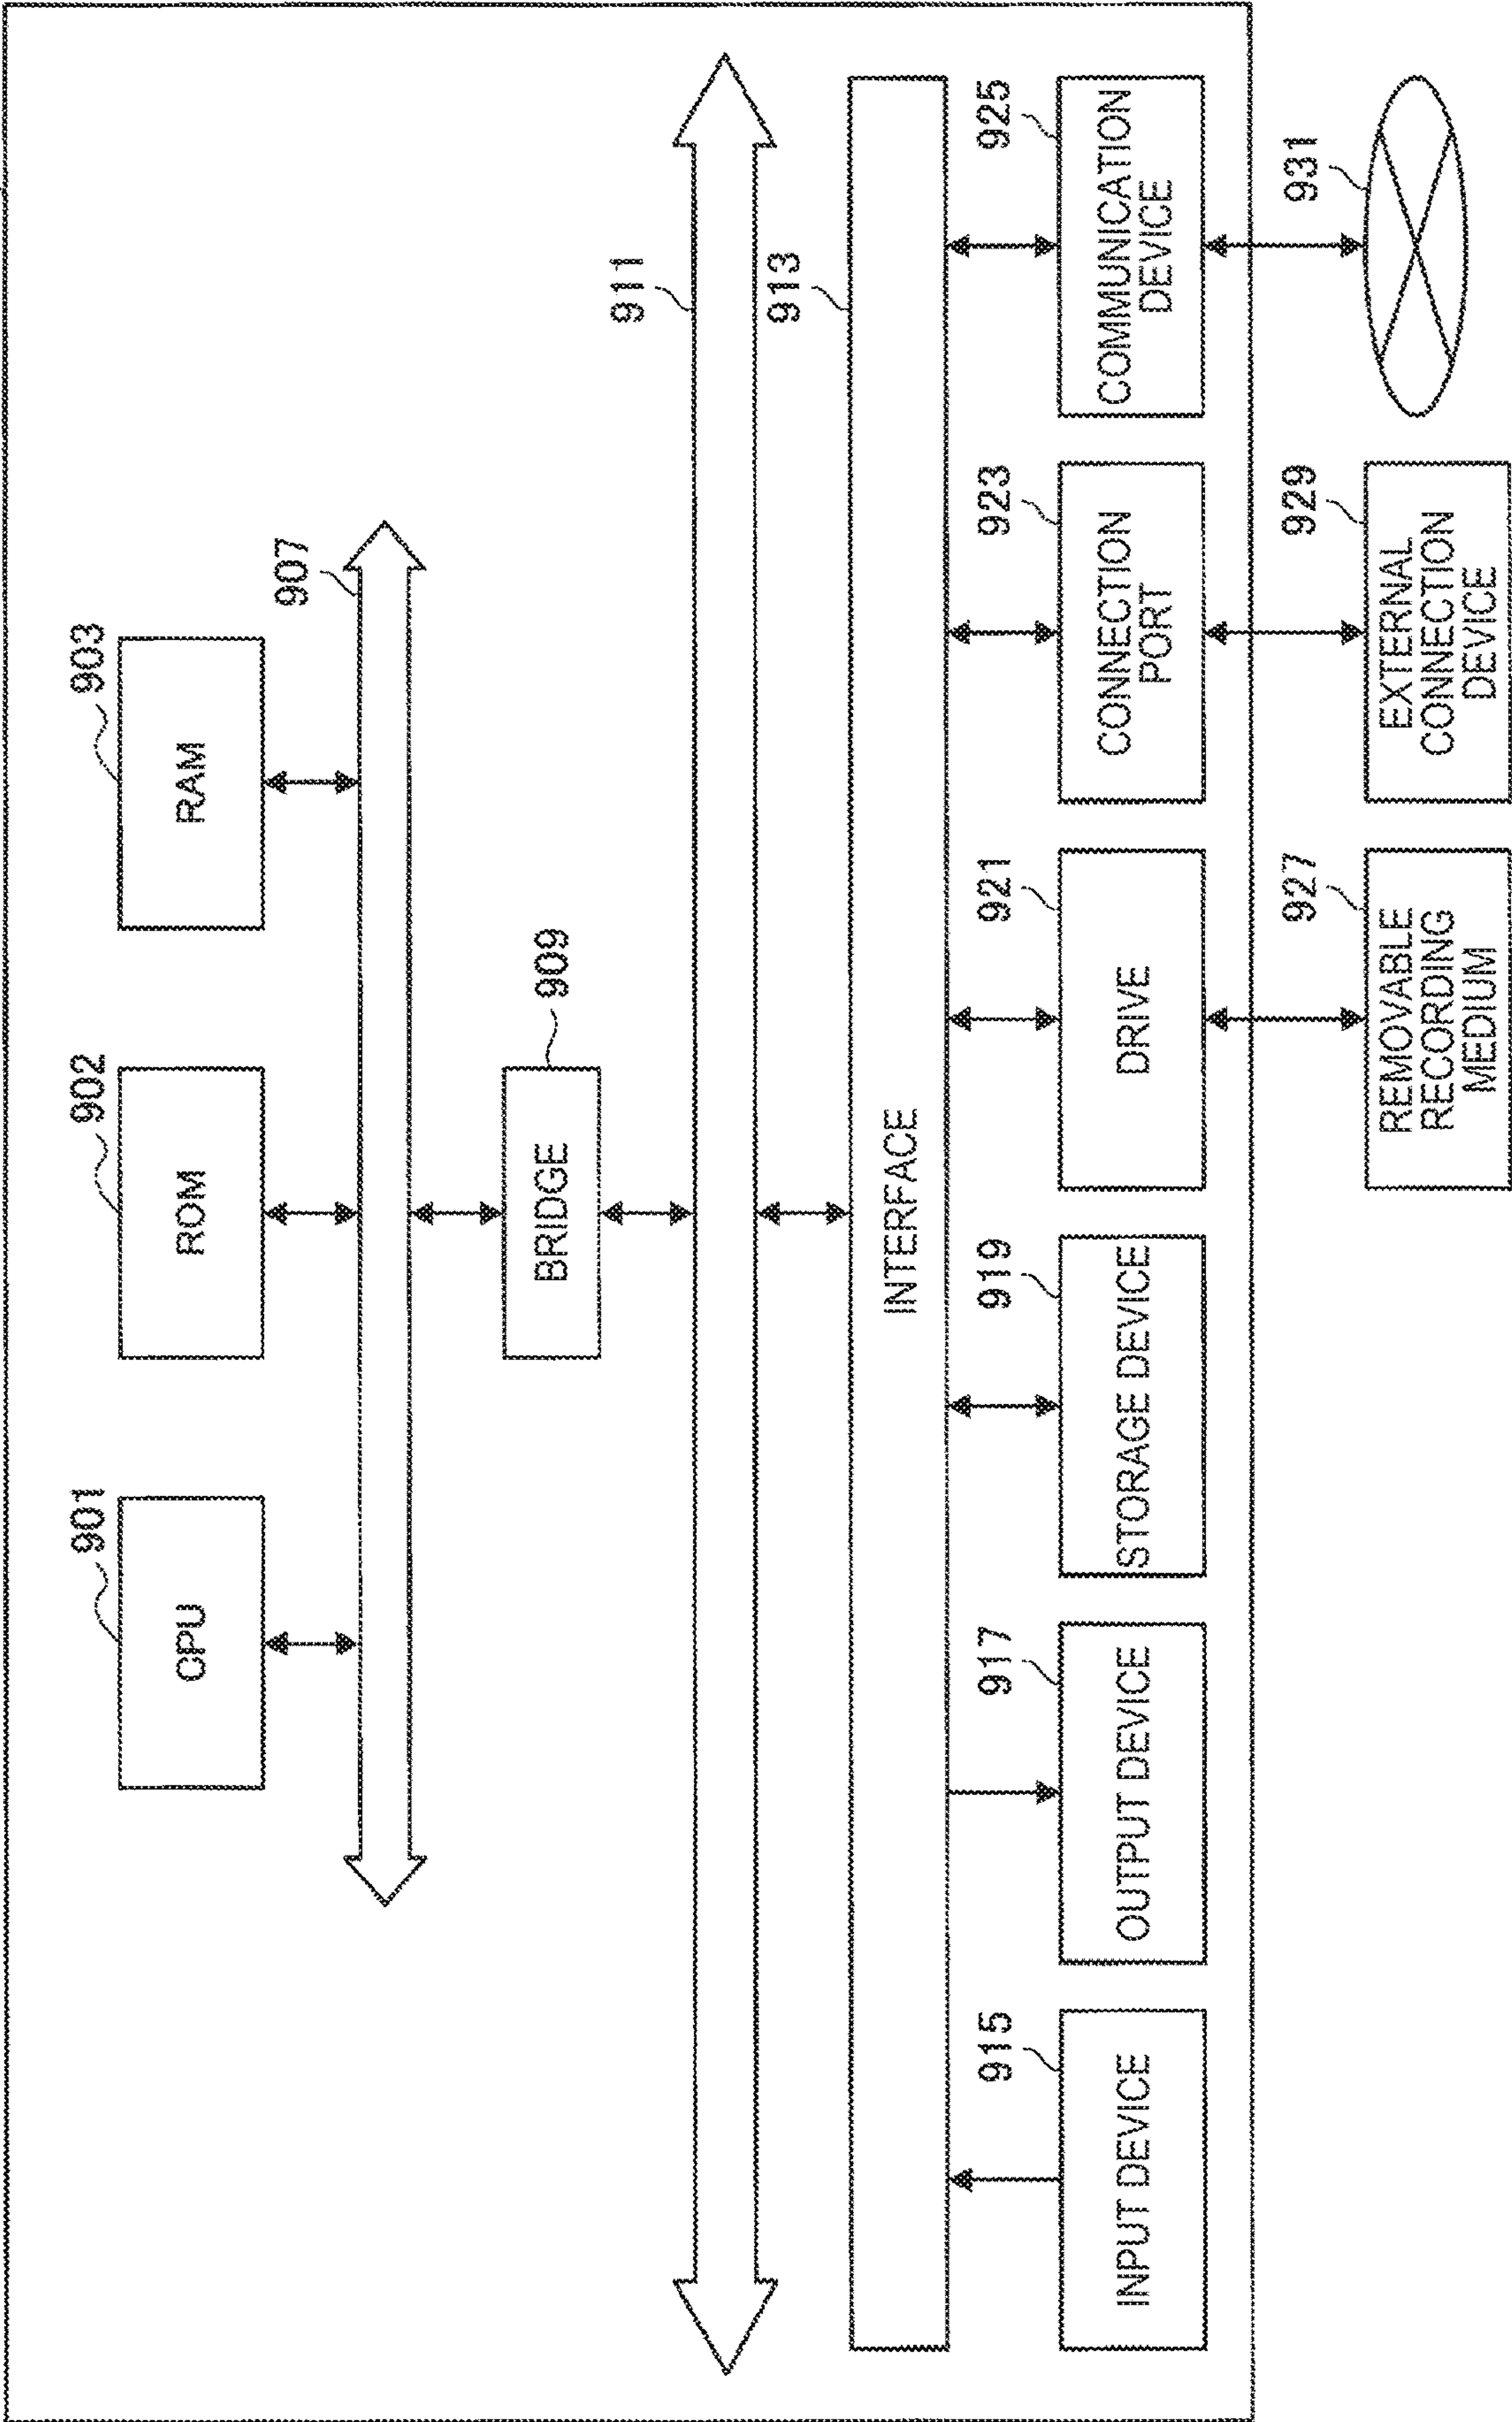 901
CPU
902
ROM
903
RAM
907
909
BRIDGE
911
913
INTERFACE
915
INPUT DEVICE
917
OUTPUT DEVICE
919
STORAGE DEVICE
921
DRIVE
923
CONNECTION
PORT
925
COMMUNICATION
DEVICE
927
REMOVABLE
RECORDING
MEDIUM
929
EXTERNAL
CONNECTION
DEVICE
931